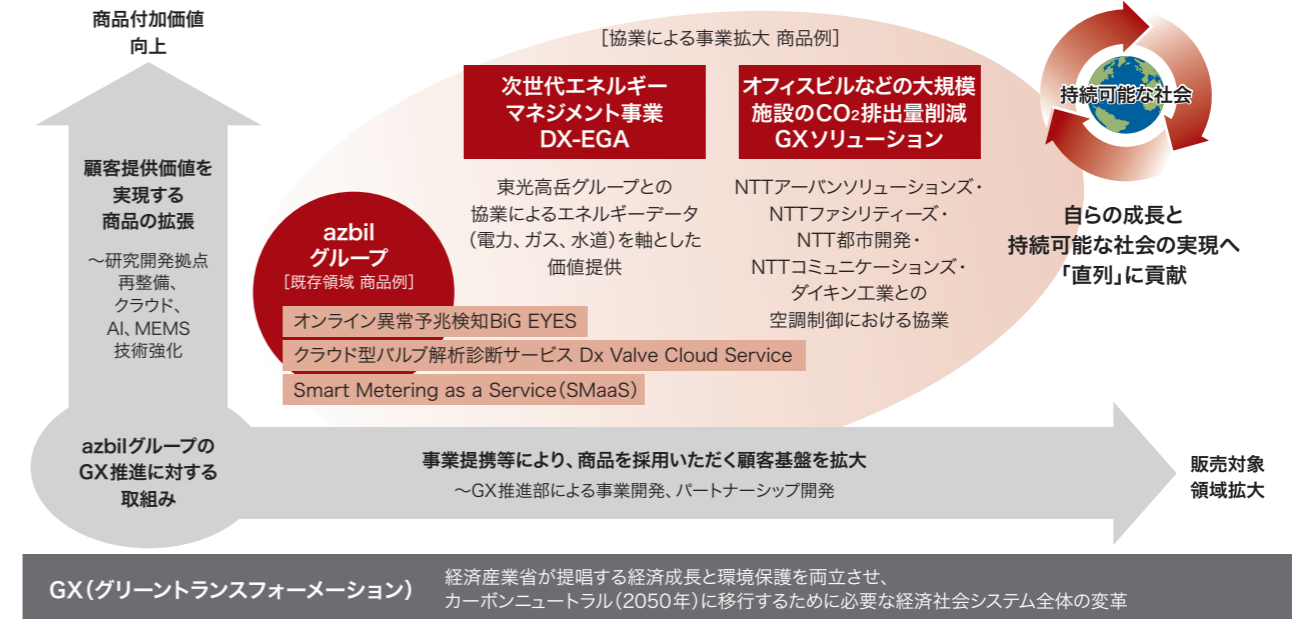 商品付加価値
向上
顧客提供価値を
実現する
商品の拡張
～研究開発拠点
再整備、
クラウド、
AI、MEMS
技術強化
[協業による事業拡大 商品例]
次世代エネルギー
マネジメント事業
DX-EGA
東光高岳グループとの
協業によるエネルギーデータ
（電力、ガス、水道）を軸とした
価値提供
オフィスビルなどの大規模
施設のCO₂排出量削減
GXソリューション
NTTアーバンソリューションズ・
NTTファシリティーズ・
NTT都市開発・
NTTコミュニケーションズ・
ダイキン工業との
空調制御における協業
azbil
グループ
[既存領域 商品例]
オンライン異常予兆検知BiG EYES
クラウド型バルブ解析診断サービス Dx Valve Cloud Service
Smart Metering as a Service（SMaaS）
持続可能な社会
自らの成長と
持続可能な社会の実現へ
「直列」に貢献
azbilグループの
GX推進に対する
取組み
事業提携等により、商品を採用いただく顧客基盤を拡大
～GX推進部による事業開発、パートナーシップ開発
販売対象
領域拡大
GX（グリーントランスフォーメーション）
経済産業省が提唱する経済成長と環境保護を両立させ、
カーボンニュートラル（2050年）に移行するために必要な経済社会システム全体の変革